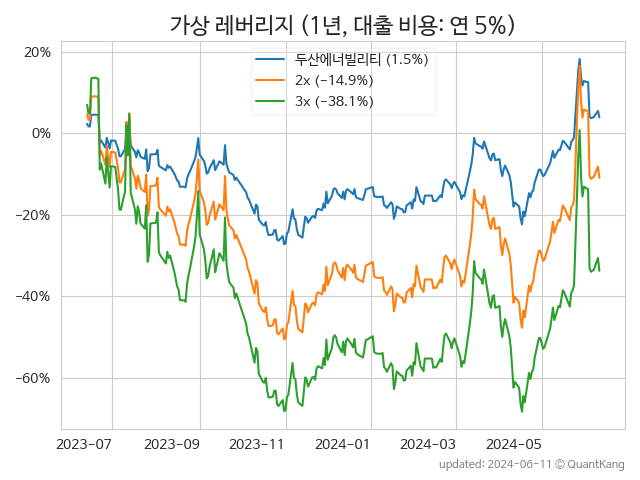 가상 레버리지 (1년, 대출 비용: 연 5%)
두산에너빌리티 (1.5%)
2x (−14.9%)
3x (−38.1%)
20%
0%
−20%
−40%
−60%
2023-07 2023-09 2023-11 2024-01 2024-03 2024-05
updated: 2024-06-11 © QuantKang